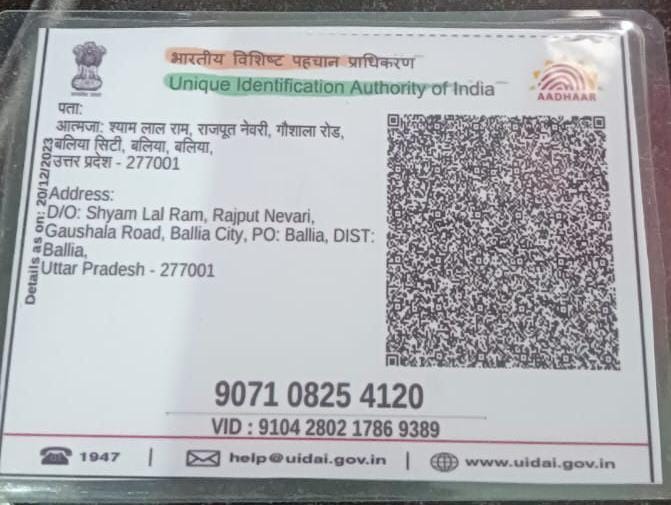 भारतीय विशिष्ट पहचान प्राधिकरण
Unique Identification Authority of India
AADHAAR
पता:
आत्मजा: श्याम लाल राम, राजपूत नेवरी, गौशाला रोड,
बलिया सिटी, बलिया, बलिया,
उत्तर प्रदेश - 277001
Details as on: 20/12/2023
Address:
D/O: Shyam Lal Ram, Rajput Nevari,
Gaushala Road, Ballia City, PO: Ballia, DIST:
Ballia,
Uttar Pradesh - 277001
9071 0825 4120
VID : 9104 2802 1786 9389
1947 | help@uidai.gov.in | www.uidai.gov.in